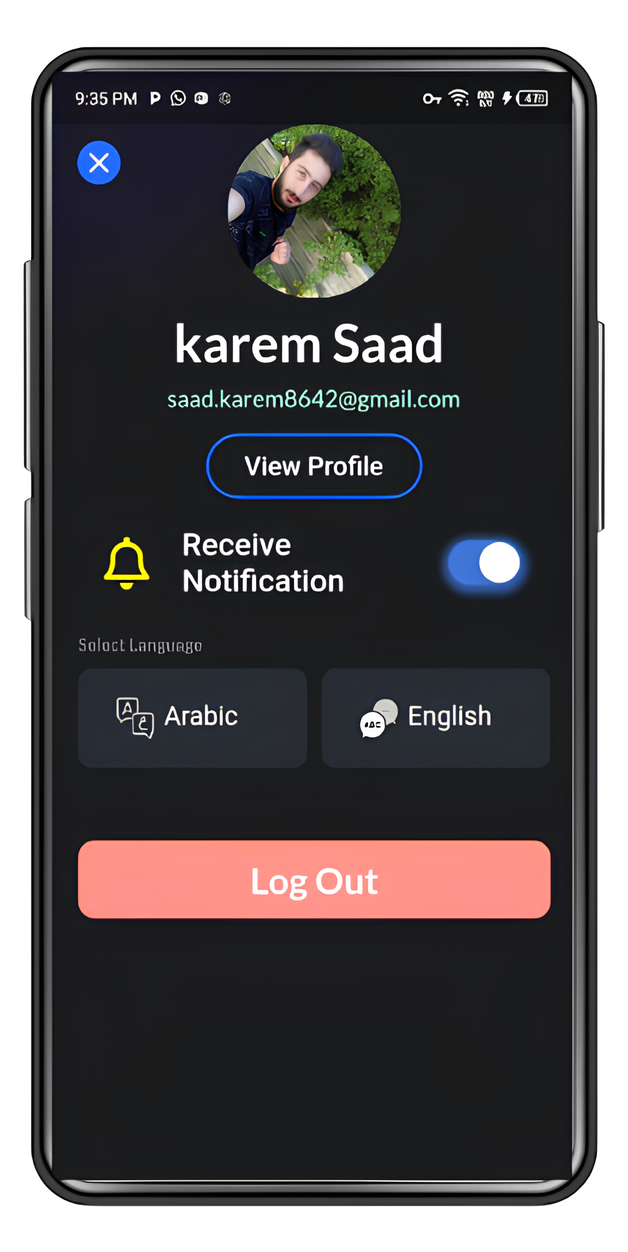 9:35 PM
karem Saad
saad.karem8642@gmail.com
View Profile
Receive
Notification
Select Language
Arabic
English
Log Out